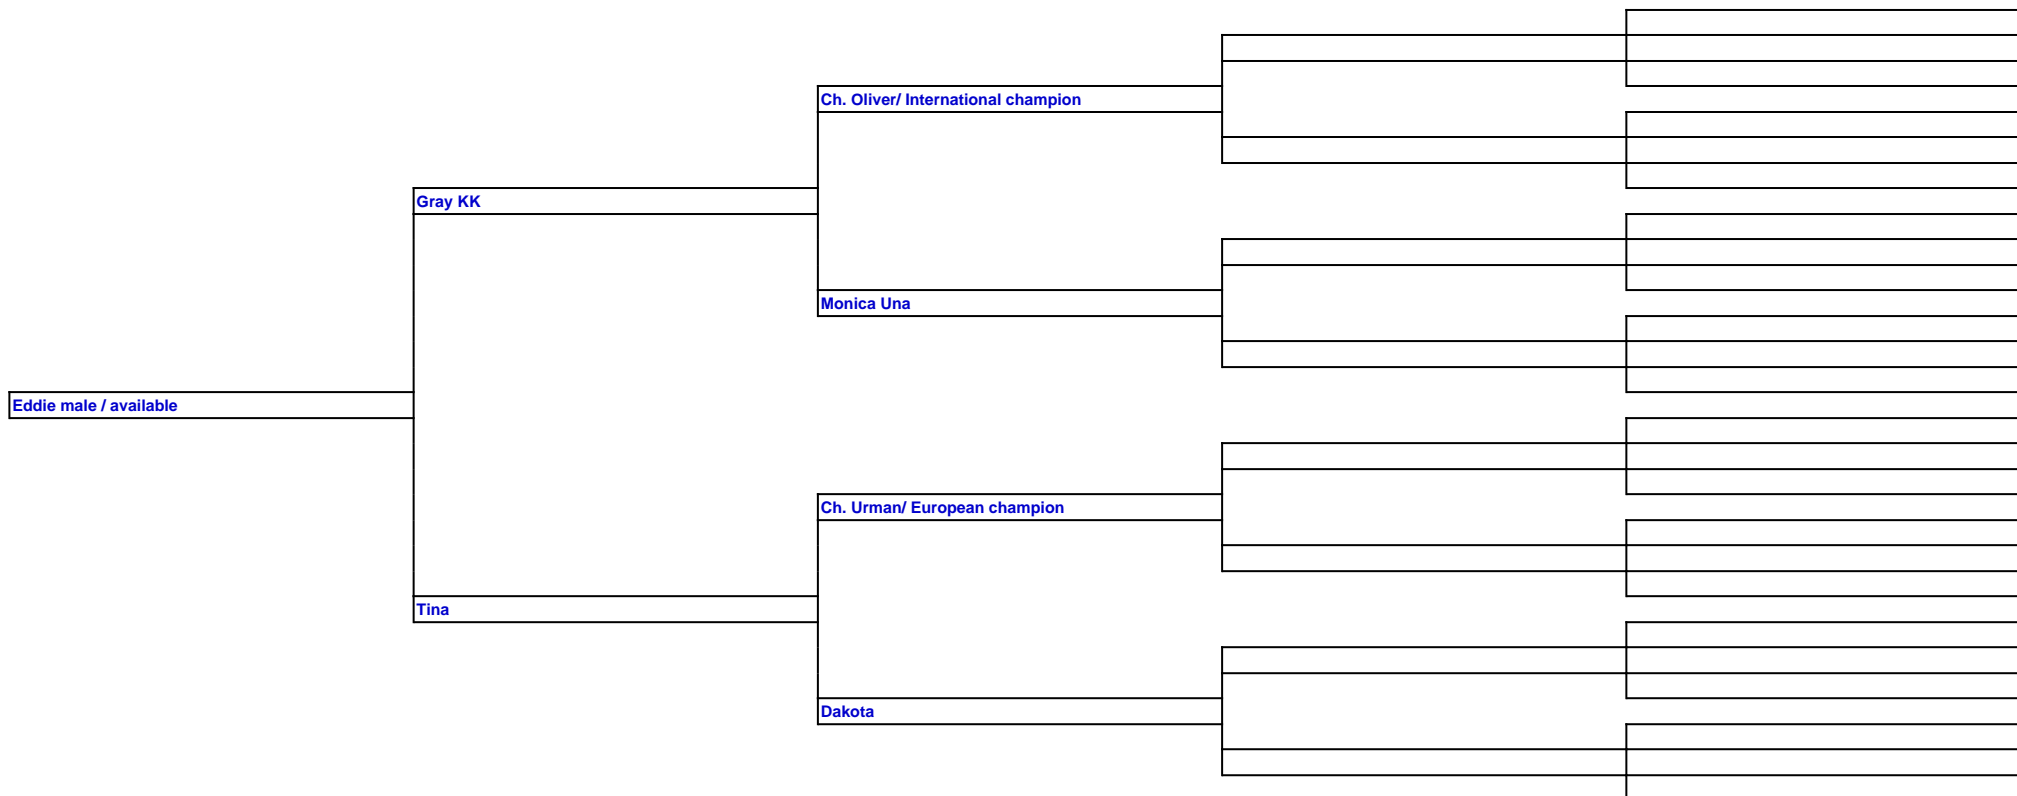 Ch. Oliver/ International champion
Gray KK
Monica Una
Eddie male / available
Ch. Urman/ European champion
Tina
Dakota